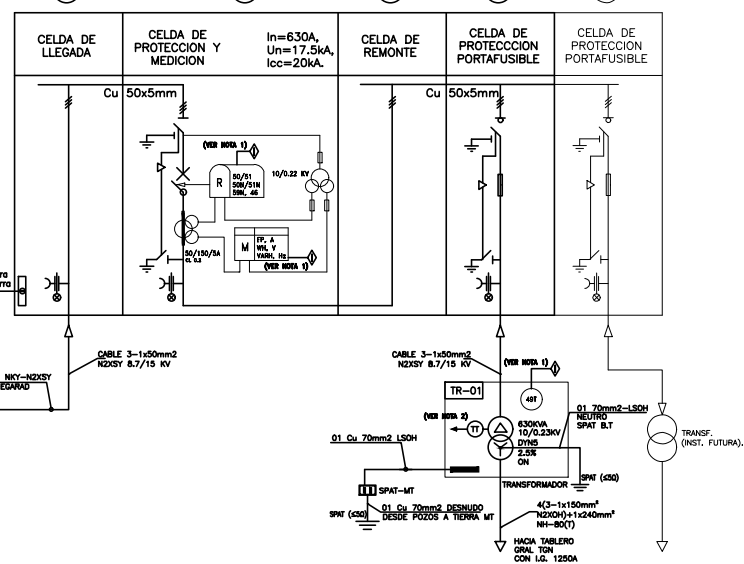 CELDA DE
LLEGADA
CELDA DE
PROTECCION Y
MEDICION
In=630A,
Un=17.5kA,
Icc=20kA.
CELDA DE
REMONTE
CELDA DE
PROTECCCION
PORTAFUSIBLE
CELDA DE
PROTECCION
PORTAFUSIBLE
Cu 50x5mm
Cu 50x5mm
(VER NOTA 1)
R
50/51
50N/51N
59N, 46
10/0.22 KV
50/150/5A
CL 0.2
M
FP, A
WH, V
VARH, Hz
(VER NOTA 1)
ra
rra
CABLE 3-1x50mm2
N2XSY 8.7/15 KV
NKY-N2XSY
EGARAD
CABLE 3-1x50mm2
N2XSY 8.7/15 KV
(VER NOTA 1)
TR-01
49T
(VER NOTA 2)
TT
630KVA
10/0.23KV
DYN5
2.5%
ON
01 70mm2-LSOH
NEUTRO
SPAT B.T
TRANSF.
(INST. FUTURA).
01 Cu 70mm2 LSOH
TRANSFORMADOR
SPAT (≤5Ω)
SPAT-MT
01 Cu 70mm2 DESNUDO
DESDE POZOS A TIERRA MT
SPAT (≤5Ω)
4(3-1x150mm²
N2XOH)+1x240mm²
NH-80(T)
HACIA TABLERO
GRAL TGN
CON I.G. 1250A